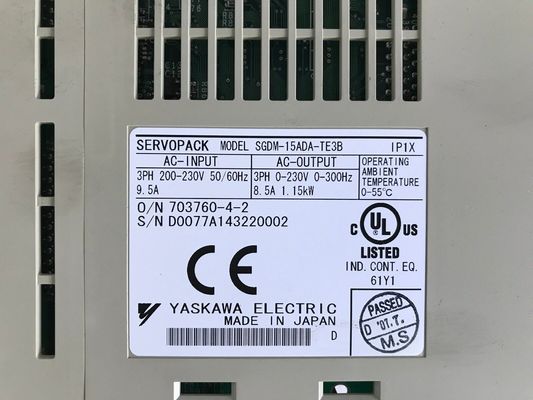 SERVOPACK MODEL SGDM-15ADA-TE3B IP1X
AC-INPUT AC-OUTPUT OPERATING AMBIENT TEMPERATURE 0-55℃
3PH 200-230V 50/60Hz 3PH 0-230V 0-300Hz
9.5A 8.5A 1.15kW
O/N 703760-4-2
S/N D0077A143220002
C UL US
LISTED
IND. CONT. EQ.
61Y1
CE
YASKAWA ELECTRIC
MADE IN JAPAN
D
PASSED
D '01.T.
M.S